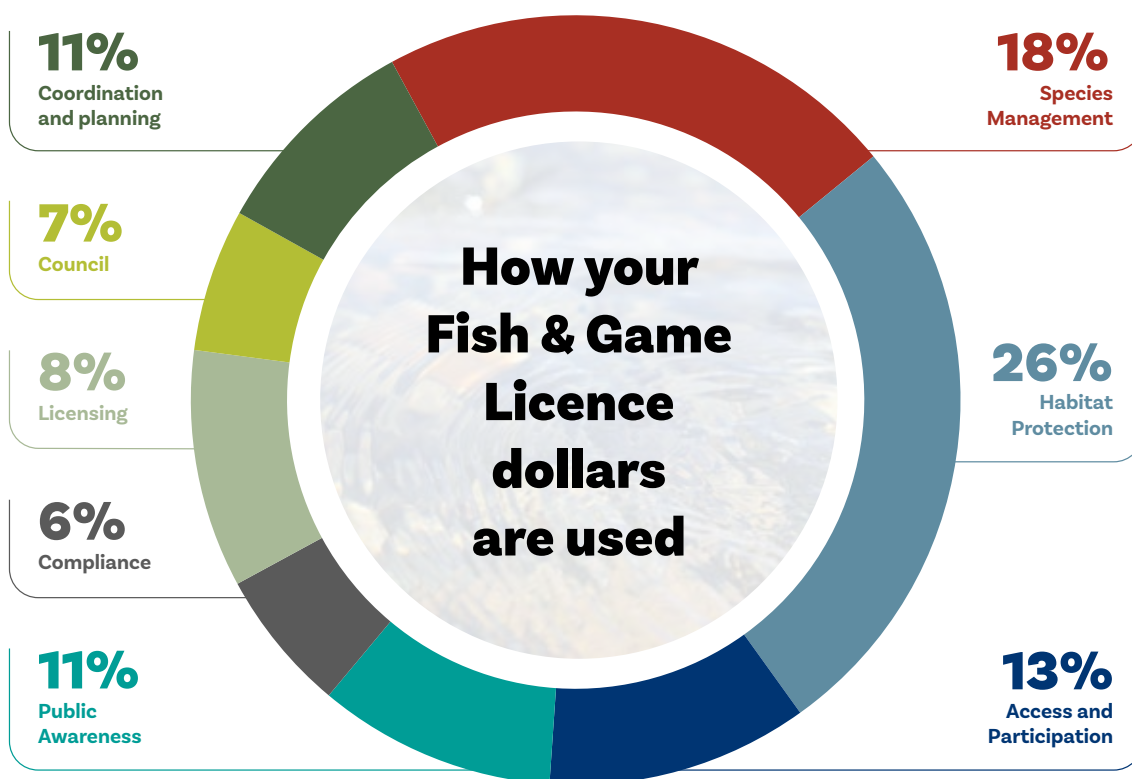 11%
Coordination
and planning
7%
Council
8%
Licensing
6%
Compliance
11%
Public
Awareness
How your
Fish & Game
Licence
dollars
are used
18%
Species
Management
26%
Habitat
Protection
13%
Access and
Participation